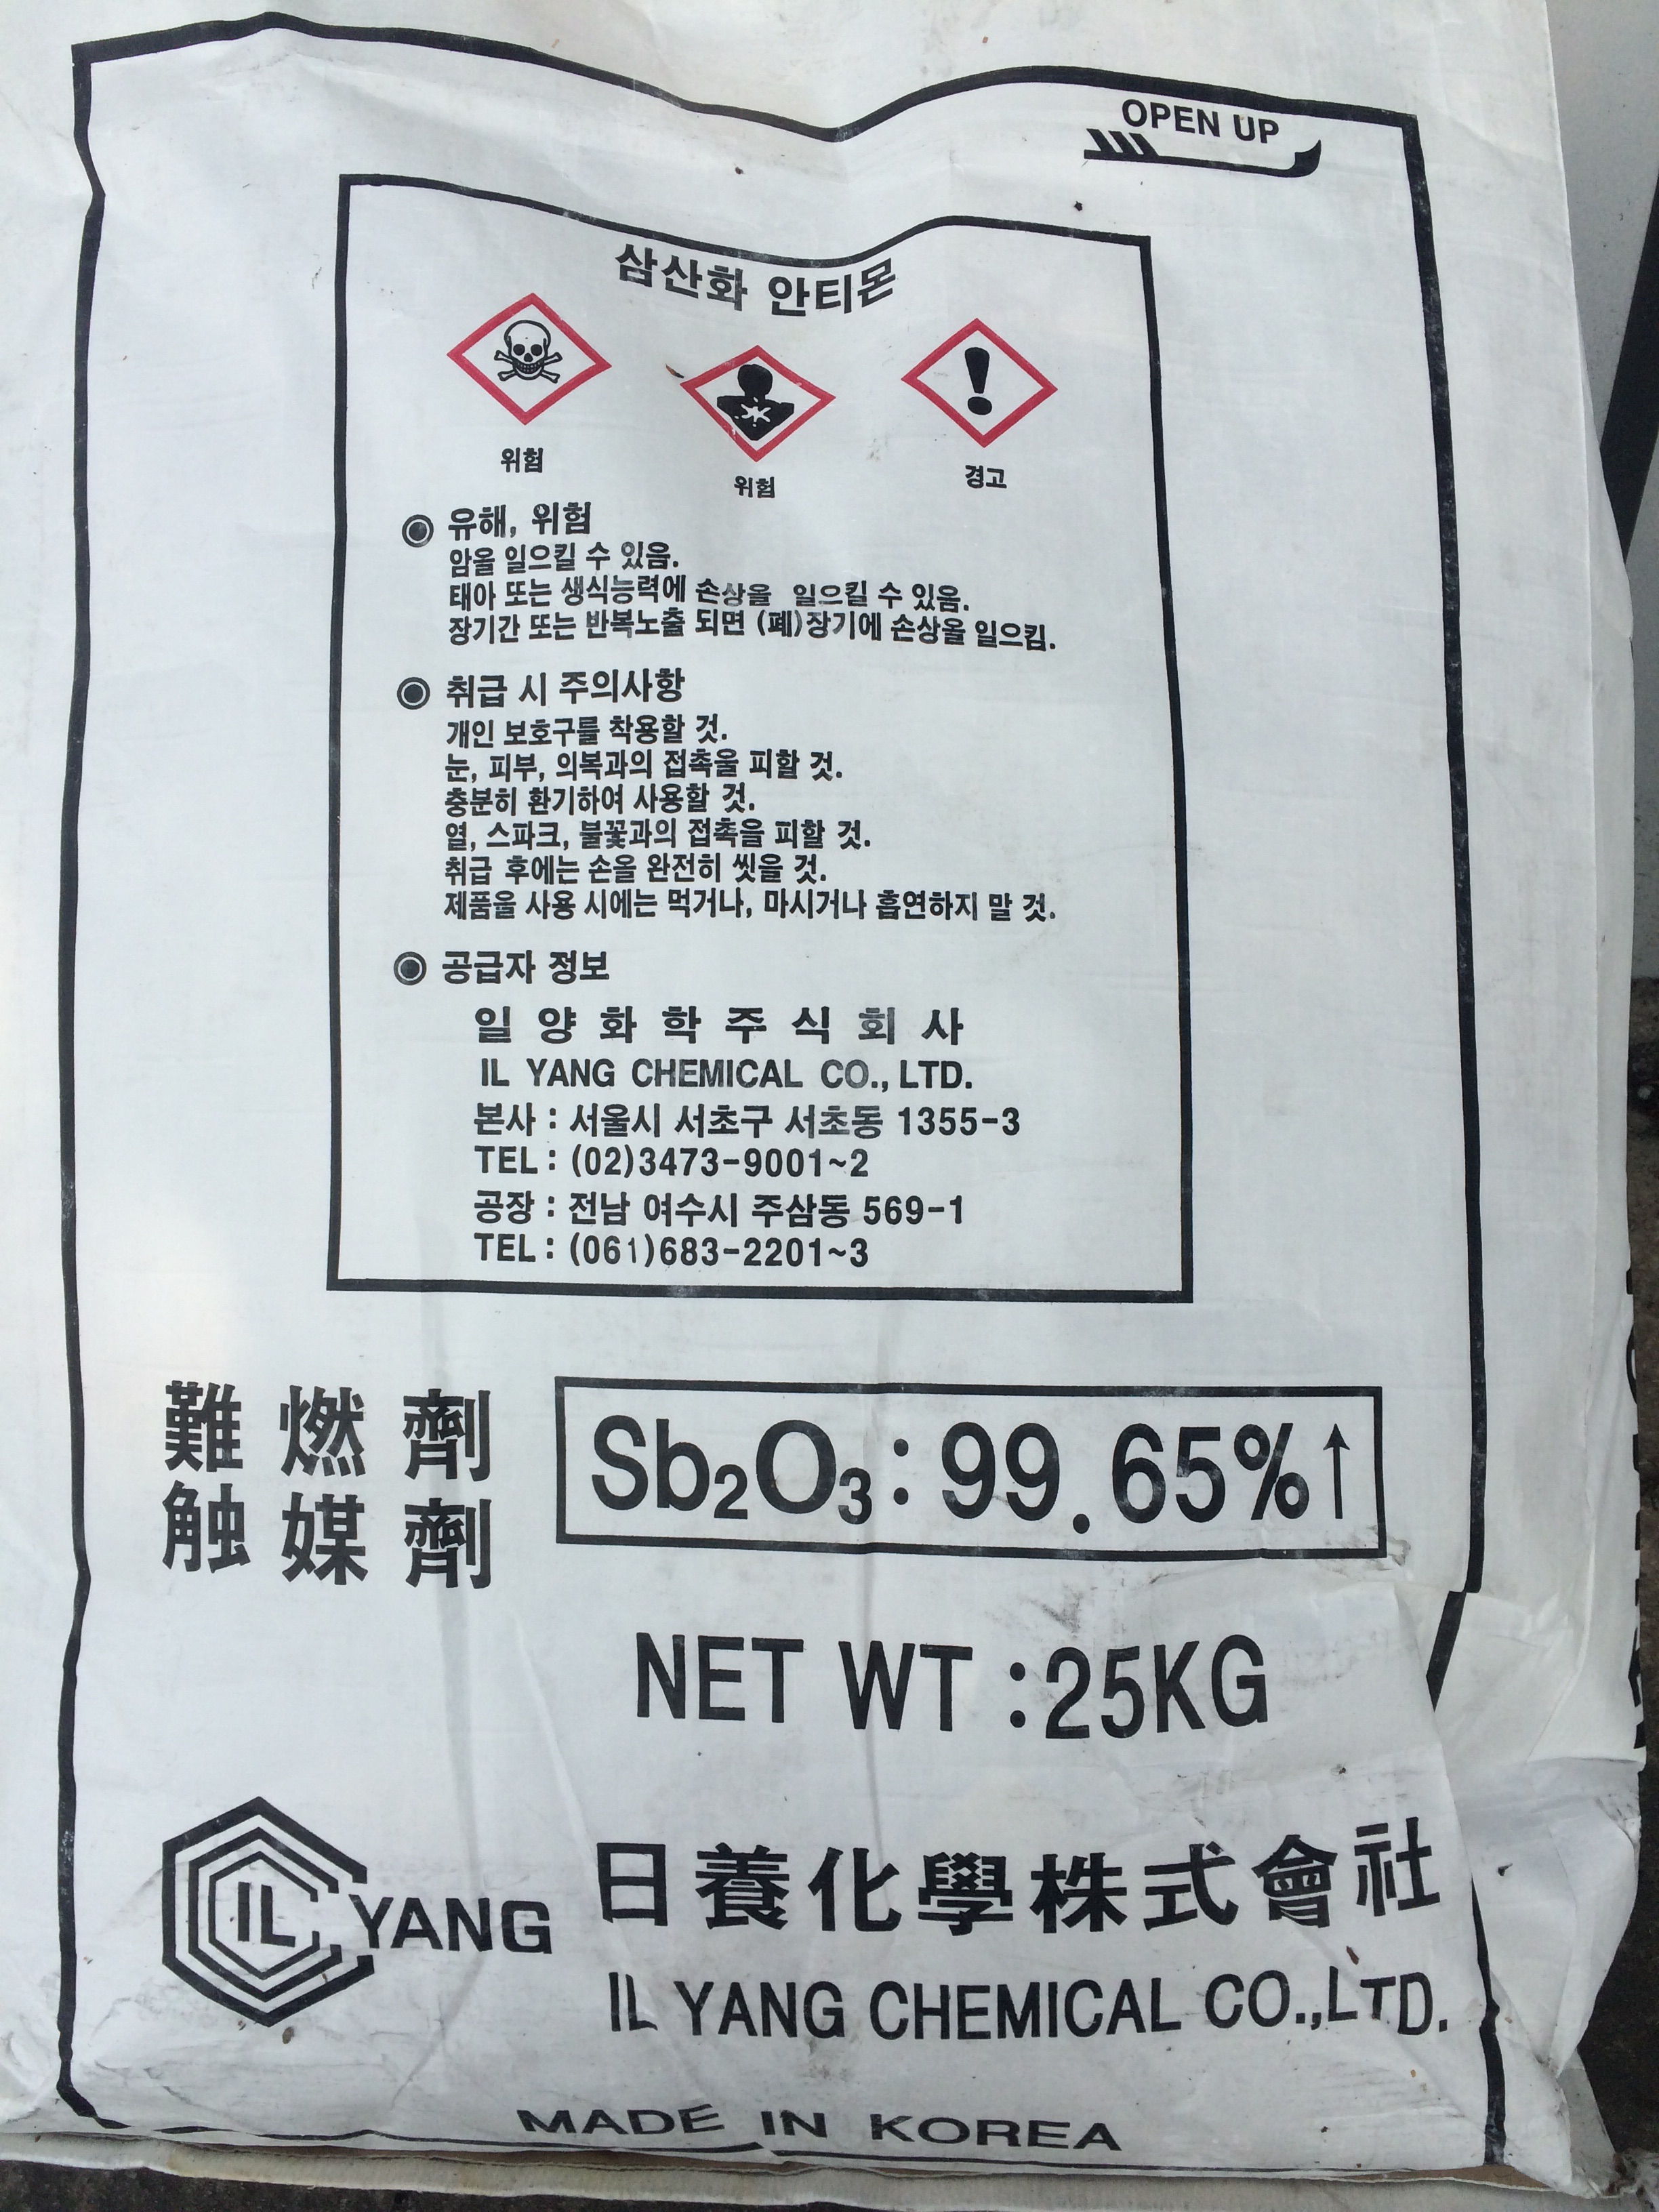 OPEN UP
삼산화 안티몬
위험 위험 경고
◉ 유해, 위험
암을 일으킬 수 있음.
태아 또는 생식능력에 손상을 일으킬 수 있음.
장기간 또는 반복노출 되면 (폐)장기에 손상을 일으킴.
◉ 취급 시 주의사항
개인 보호구를 착용할 것.
눈, 피부, 의복과의 접촉을 피할 것.
충분히 환기하여 사용할 것.
열, 스파크, 불꽃과의 접촉을 피할 것.
취급 후에는 손을 완전히 씻을 것.
제품을 사용 시에는 먹거나, 마시거나 흡연하지 말 것.
◉ 공급자 정보
일양화학주식회사
IL YANG CHEMICAL CO., LTD.
본사 : 서울시 서초구 서초동 1355-3
TEL : (02)3473-9001~2
공장 : 전남 여수시 주삼동 569-1
TEL : (061)683-2201~3
難燃劑
触媒劑
Sb₂O₃ : 99.65%↑
NET WT : 25KG
IL YANG
日養化學株式會社
IL YANG CHEMICAL CO.,LTD.
MADE IN KOREA